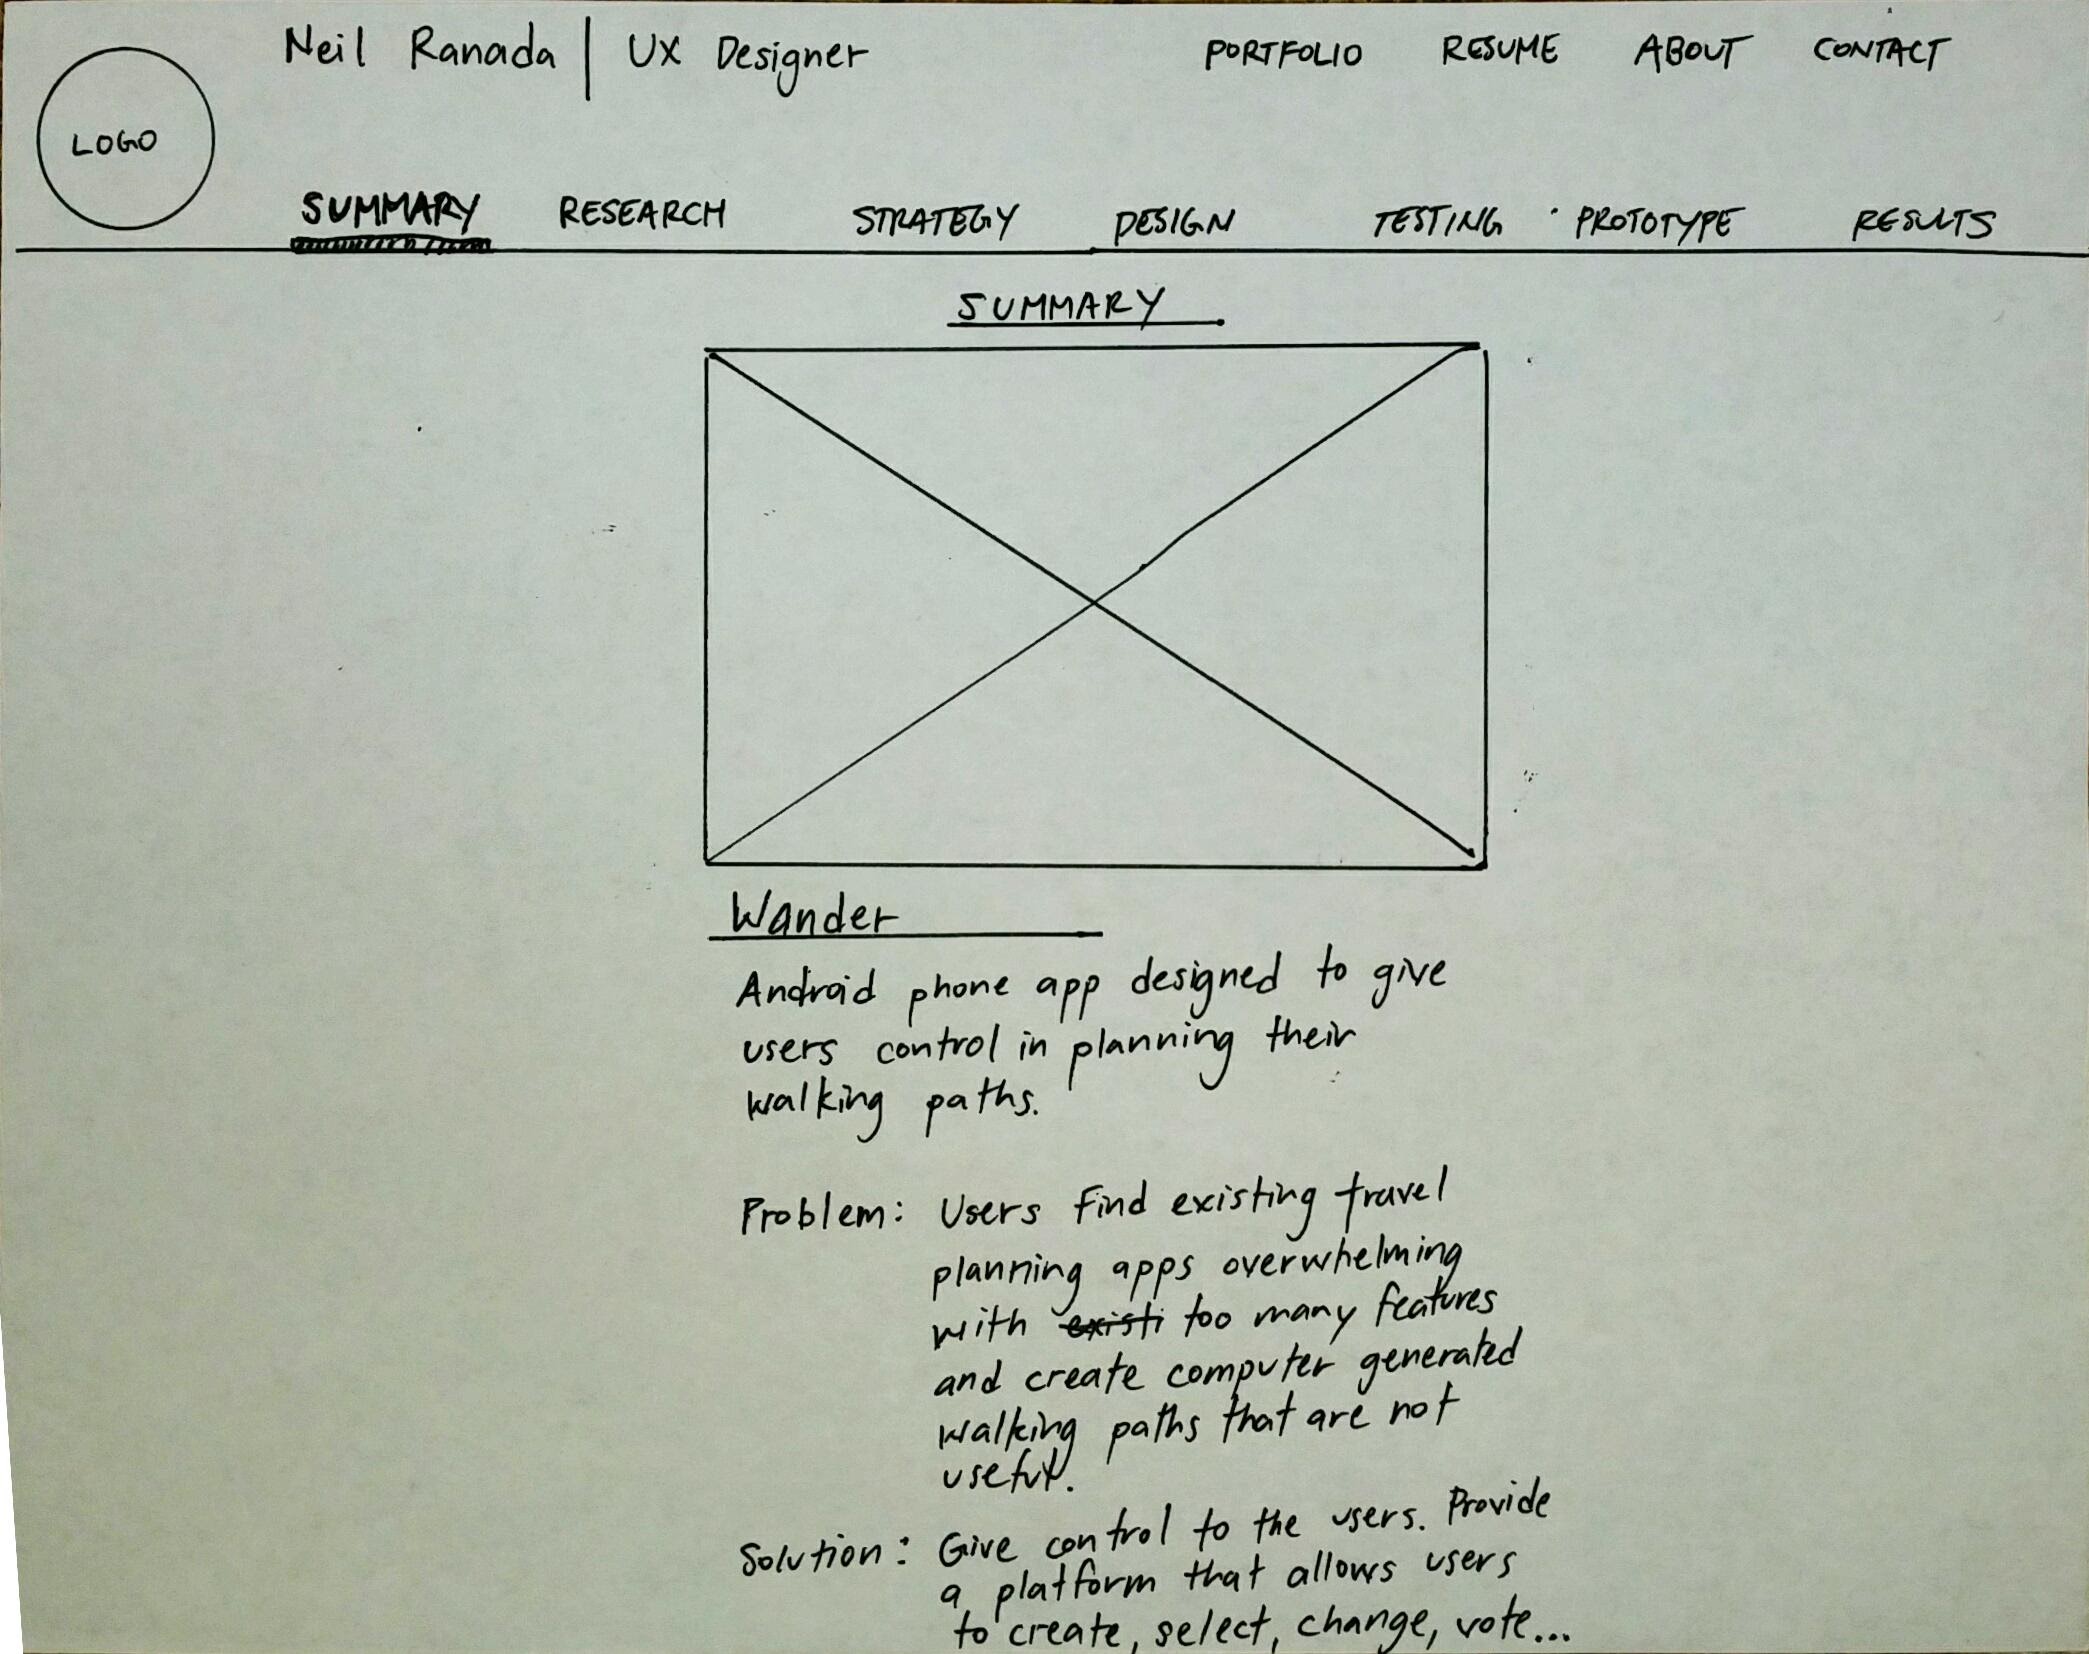 Neil Ranada | UX Designer
PORTFOLIO RESUME ABOUT CONTACT
LOGO
SUMMARY RESEARCH STRATEGY DESIGN TESTING PROTOTYPE RESULTS
SUMMARY
Wander
Android phone app designed to give
users control in planning their
walking paths.
Problem: Users find existing travel
planning apps overwhelming
with existi too many features
and create computer generated
walking paths that are not
useful.
Solution: Give control to the users. Provide
a platform that allows users
to create, select, change, vote...